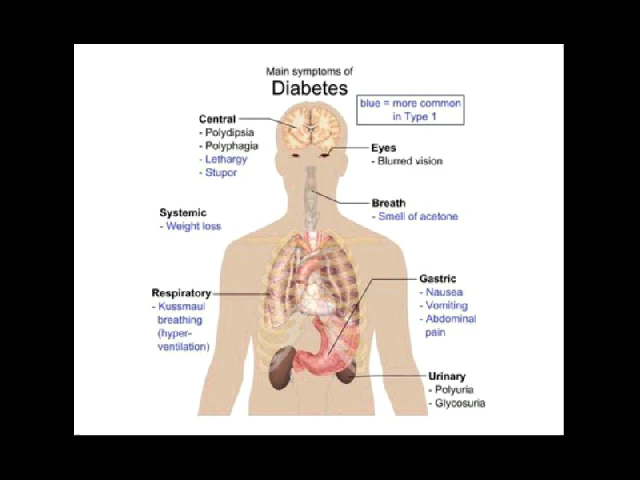 Main symptoms of
Diabetes
blue = more common
in Type 1
Central
- Polydipsia
- Polyphagia
- Lethargy
- Stupor
Eyes
- Blurred vision
Breath
- Smell of acetone
Systemic
- Weight loss
Respiratory
- Kussmaul
breathing
(hyper-
ventilation)
Gastric
- Nausea
- Vomiting
- Abdominal
pain
Urinary
- Polyuria
- Glycosuria